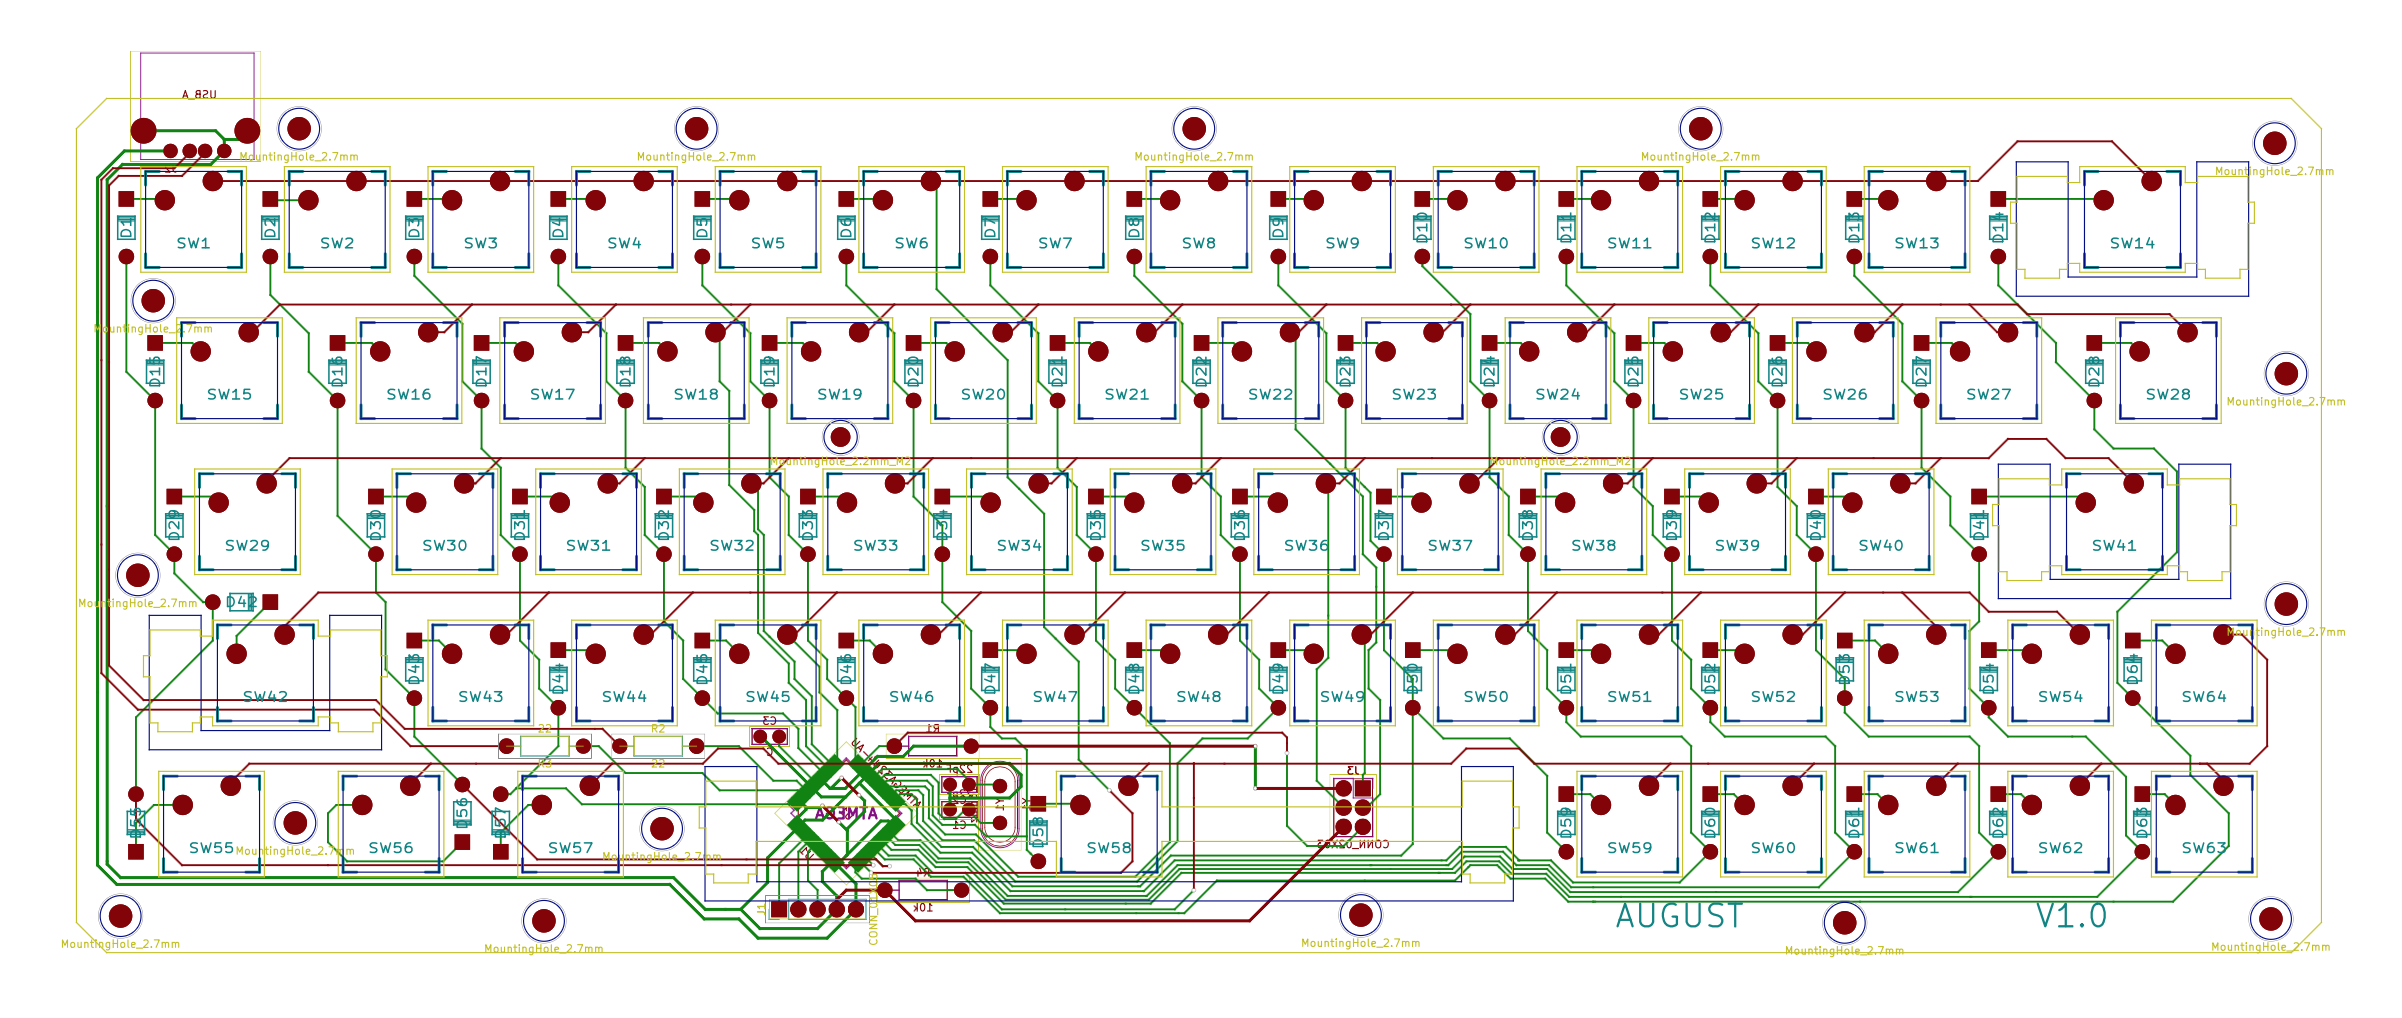 USB_A
J2
MountingHole_2.7mm MountingHole_2.7mm MountingHole_2.7mm MountingHole_2.7mm MountingHole_2.7mm
D1 SW1 D2 SW2 D3 SW3 D4 SW4 D5 SW5 D6 SW6 D7 SW7 D8 SW8 D9 SW9 D10 SW10 D11 SW11 D12 SW12 D13 SW13 D14 SW14
MountingHole_2.7mm
D15 SW15 D16 SW16 D17 SW17 D18 SW18 D19 SW19 D20 SW20 D21 SW21 D22 SW22 D23 SW23 D24 SW24 D25 SW25 D26 SW26 D27 SW27 D28 SW28
MountingHole_2.7mm
MountingHole_2.2mm_M2 MountingHole_2.2mm_M2
D29 SW29 D30 SW30 D31 SW31 D32 SW32 D33 SW33 D34 SW34 D35 SW35 D36 SW36 D37 SW37 D38 SW38 D39 SW39 D40 SW40 D41 SW41
MountingHole_2.7mm MountingHole_2.7mm
D42 SW42 D43 SW43 D44 SW44 D45 SW45 D46 SW46 D47 SW47 D48 SW48 D49 SW49 D50 SW50 D51 SW51 D52 SW52 D53 SW53 D54 SW54 D64 SW64
22 R3 R2 22 C3 R1 10k
ATMEGA32U4-AU
ATMEGA
22pF C1 Y1
J3
CONN_02X03
D55 SW55 D56 SW56 D57 SW57 D58 SW58 D59 SW59 D60 SW60 D61 SW61 D62 SW62 D63 SW63
MountingHole_2.7mm MountingHole_2.7mm
R4 10k
J1
CONN_01X05
AUGUST V1.0
MountingHole_2.7mm MountingHole_2.7mm MountingHole_2.7mm MountingHole_2.7mm MountingHole_2.7mm